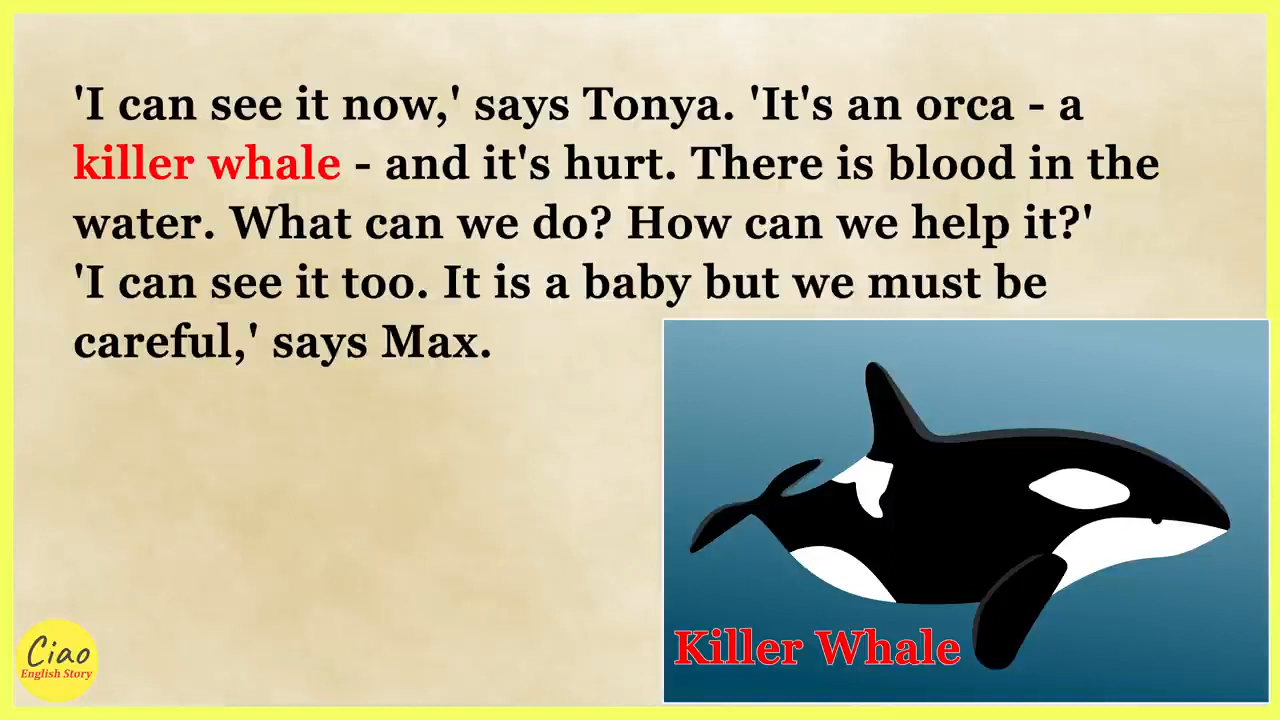 'I can see it now,' says Tonya. 'It's an orca - a
killer whale - and it's hurt. There is blood in the
water. What can we do? How can we help it?'
'I can see it too. It is a baby but we must be
careful,' says Max.
Killer Whale
Ciao
English Story